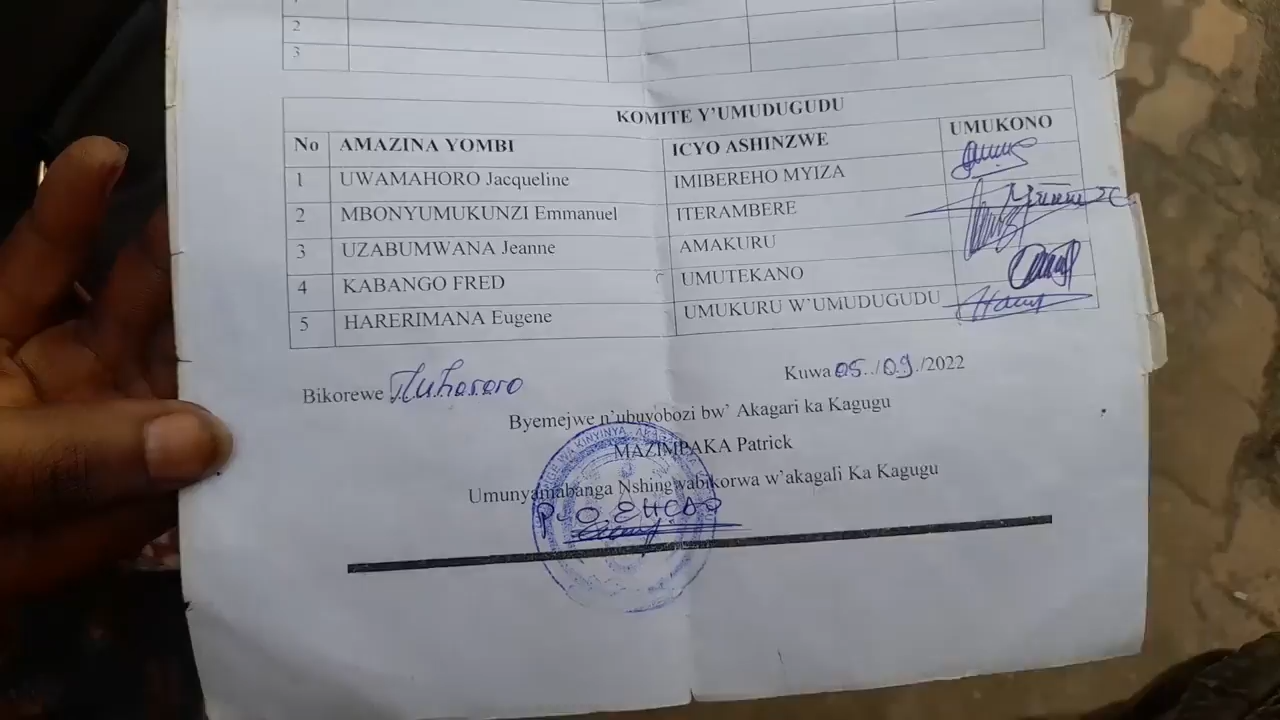 2
3
KOMITE Y'UMUDUGUDU
No AMAZINA YOMBI ICYO ASHINZWE UMUKONO
1 UWAMAHORO Jacqueline IMIBEREHO MYIZA
2 MBONYUMUKUNZI Emmanuel ITERAMBERE
3 UZABUMWANA Jeanne AMAKURU
4 KABANGO FRED UMUTEKANO
5 HARERIMANA Eugene UMUKURU W'UMUDUGUDU
Bikorewe Kuwa 05../09./2022
Byemejwe n'ubuyobozi bw' Akagari ka Kagugu
MAZIMPAKA Patrick
Umunyamabanga Nshingwabikorwa w'akagali Ka Kagugu
WA KINYINYA